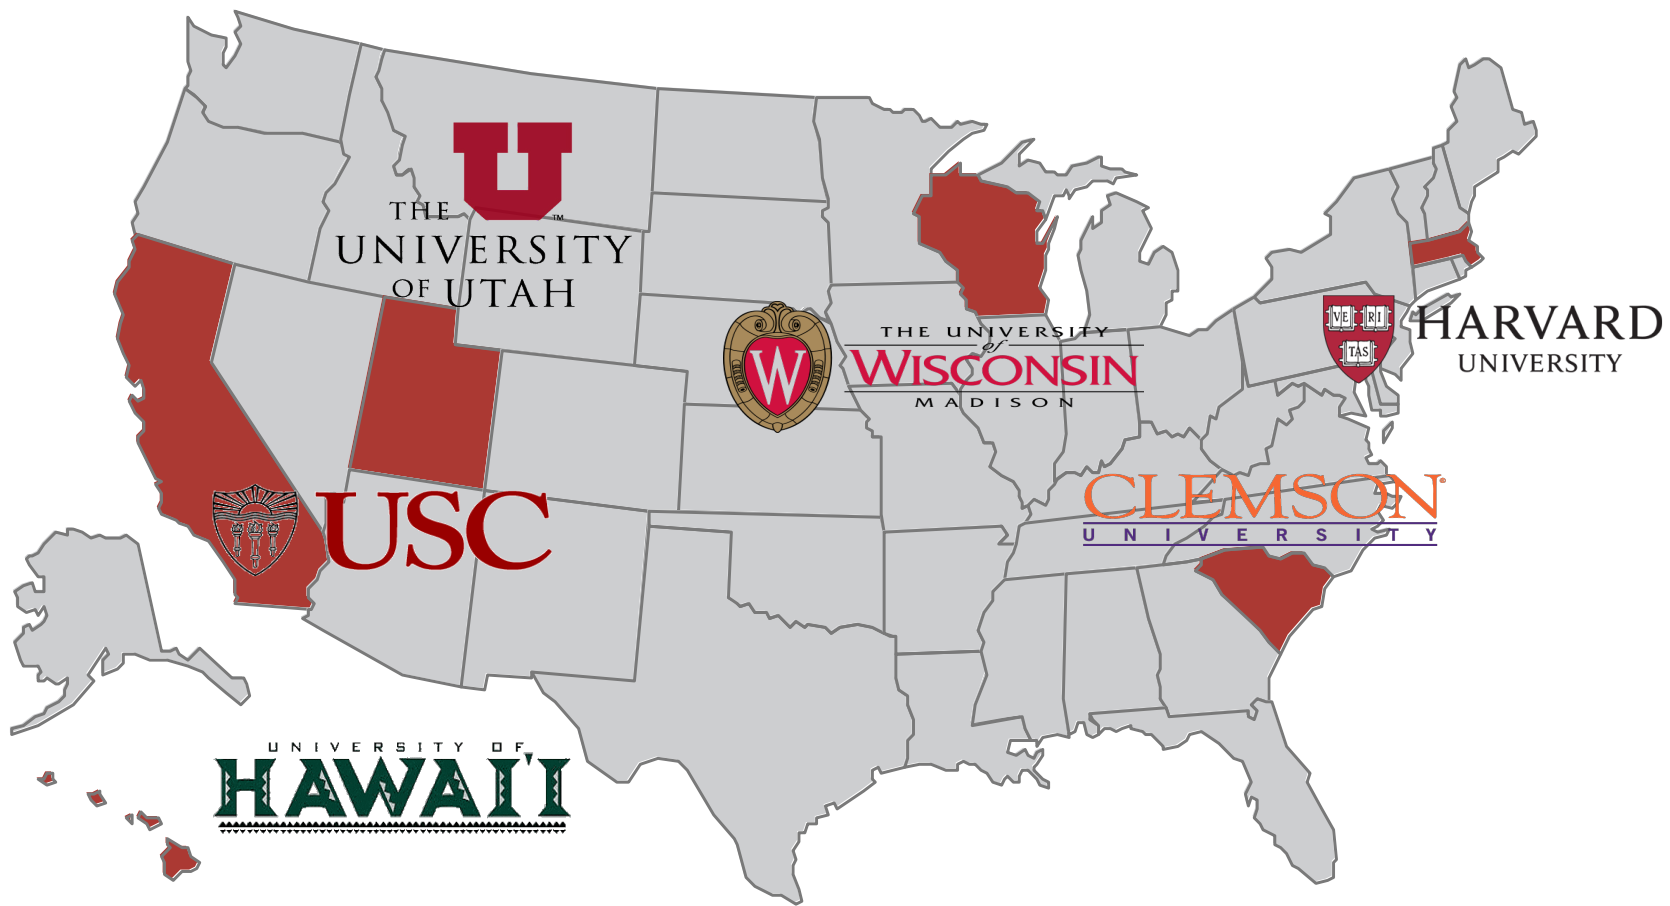 THE
UNIVERSITY
OF UTAH
™
VE RI
TAS
HARVARD
UNIVERSITY
W
THE UNIVERSITY
of
WISCONSIN
MADISON
CLEMSON
UNIVERSITY
USC
UNIVERSITY OF
HAWAI'I